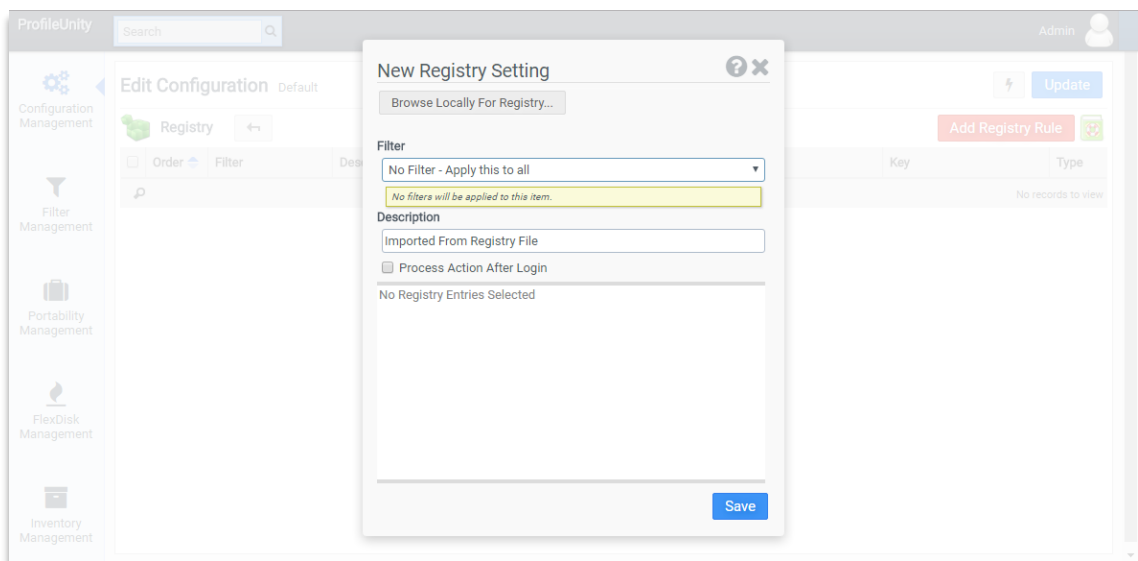 ProfileUnity
Search
Admin
Configuration
Management
Filter
Management
Portability
Management
FlexDisk
Management
Inventory
Management
Edit Configuration Default
Update
Registry
Add Registry Rule
Order Filter Des Key Type
No records to view
New Registry Setting
Browse Locally For Registry...
Filter
No Filter - Apply this to all
No filters will be applied to this item.
Description
Imported From Registry File
Process Action After Login
No Registry Entries Selected
Save